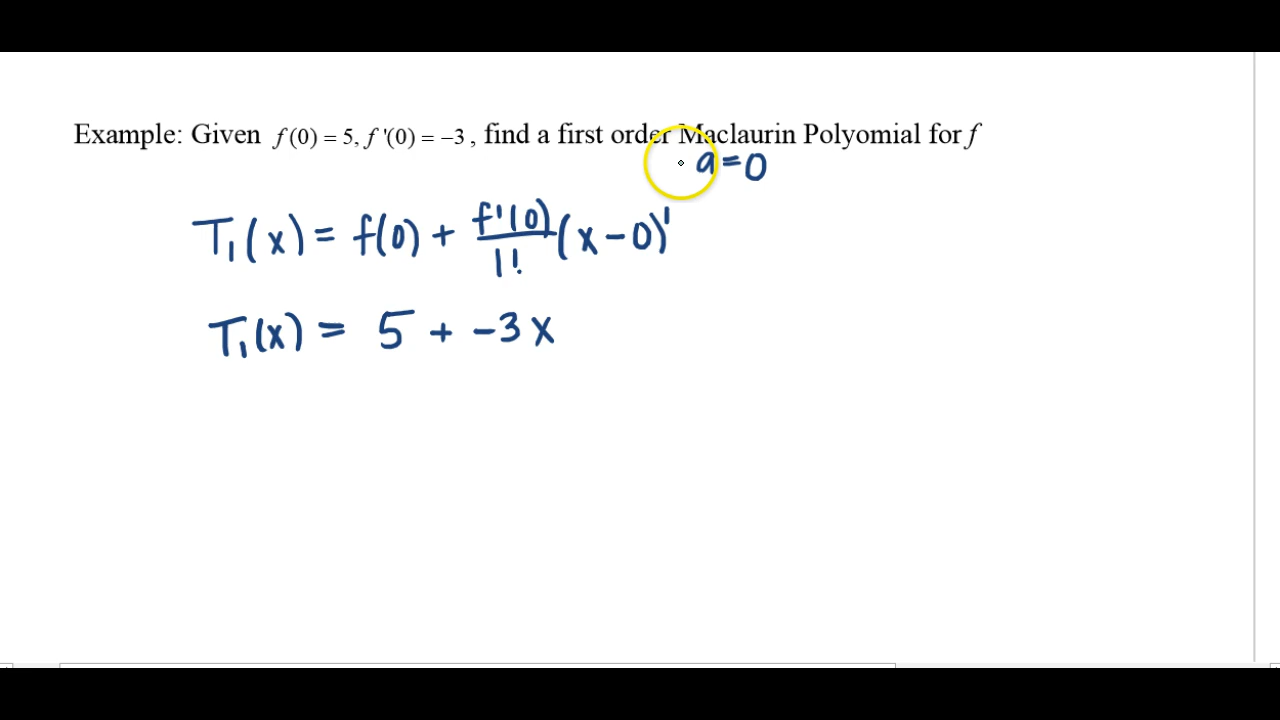 Example: Given f(0) = 5, f '(0) = −3, find a first order Maclaurin Polyomial for f
a=0
T₁(x) = f(0) + f'(0)/1! (x−0)¹
T₁(x) = 5 + −3x